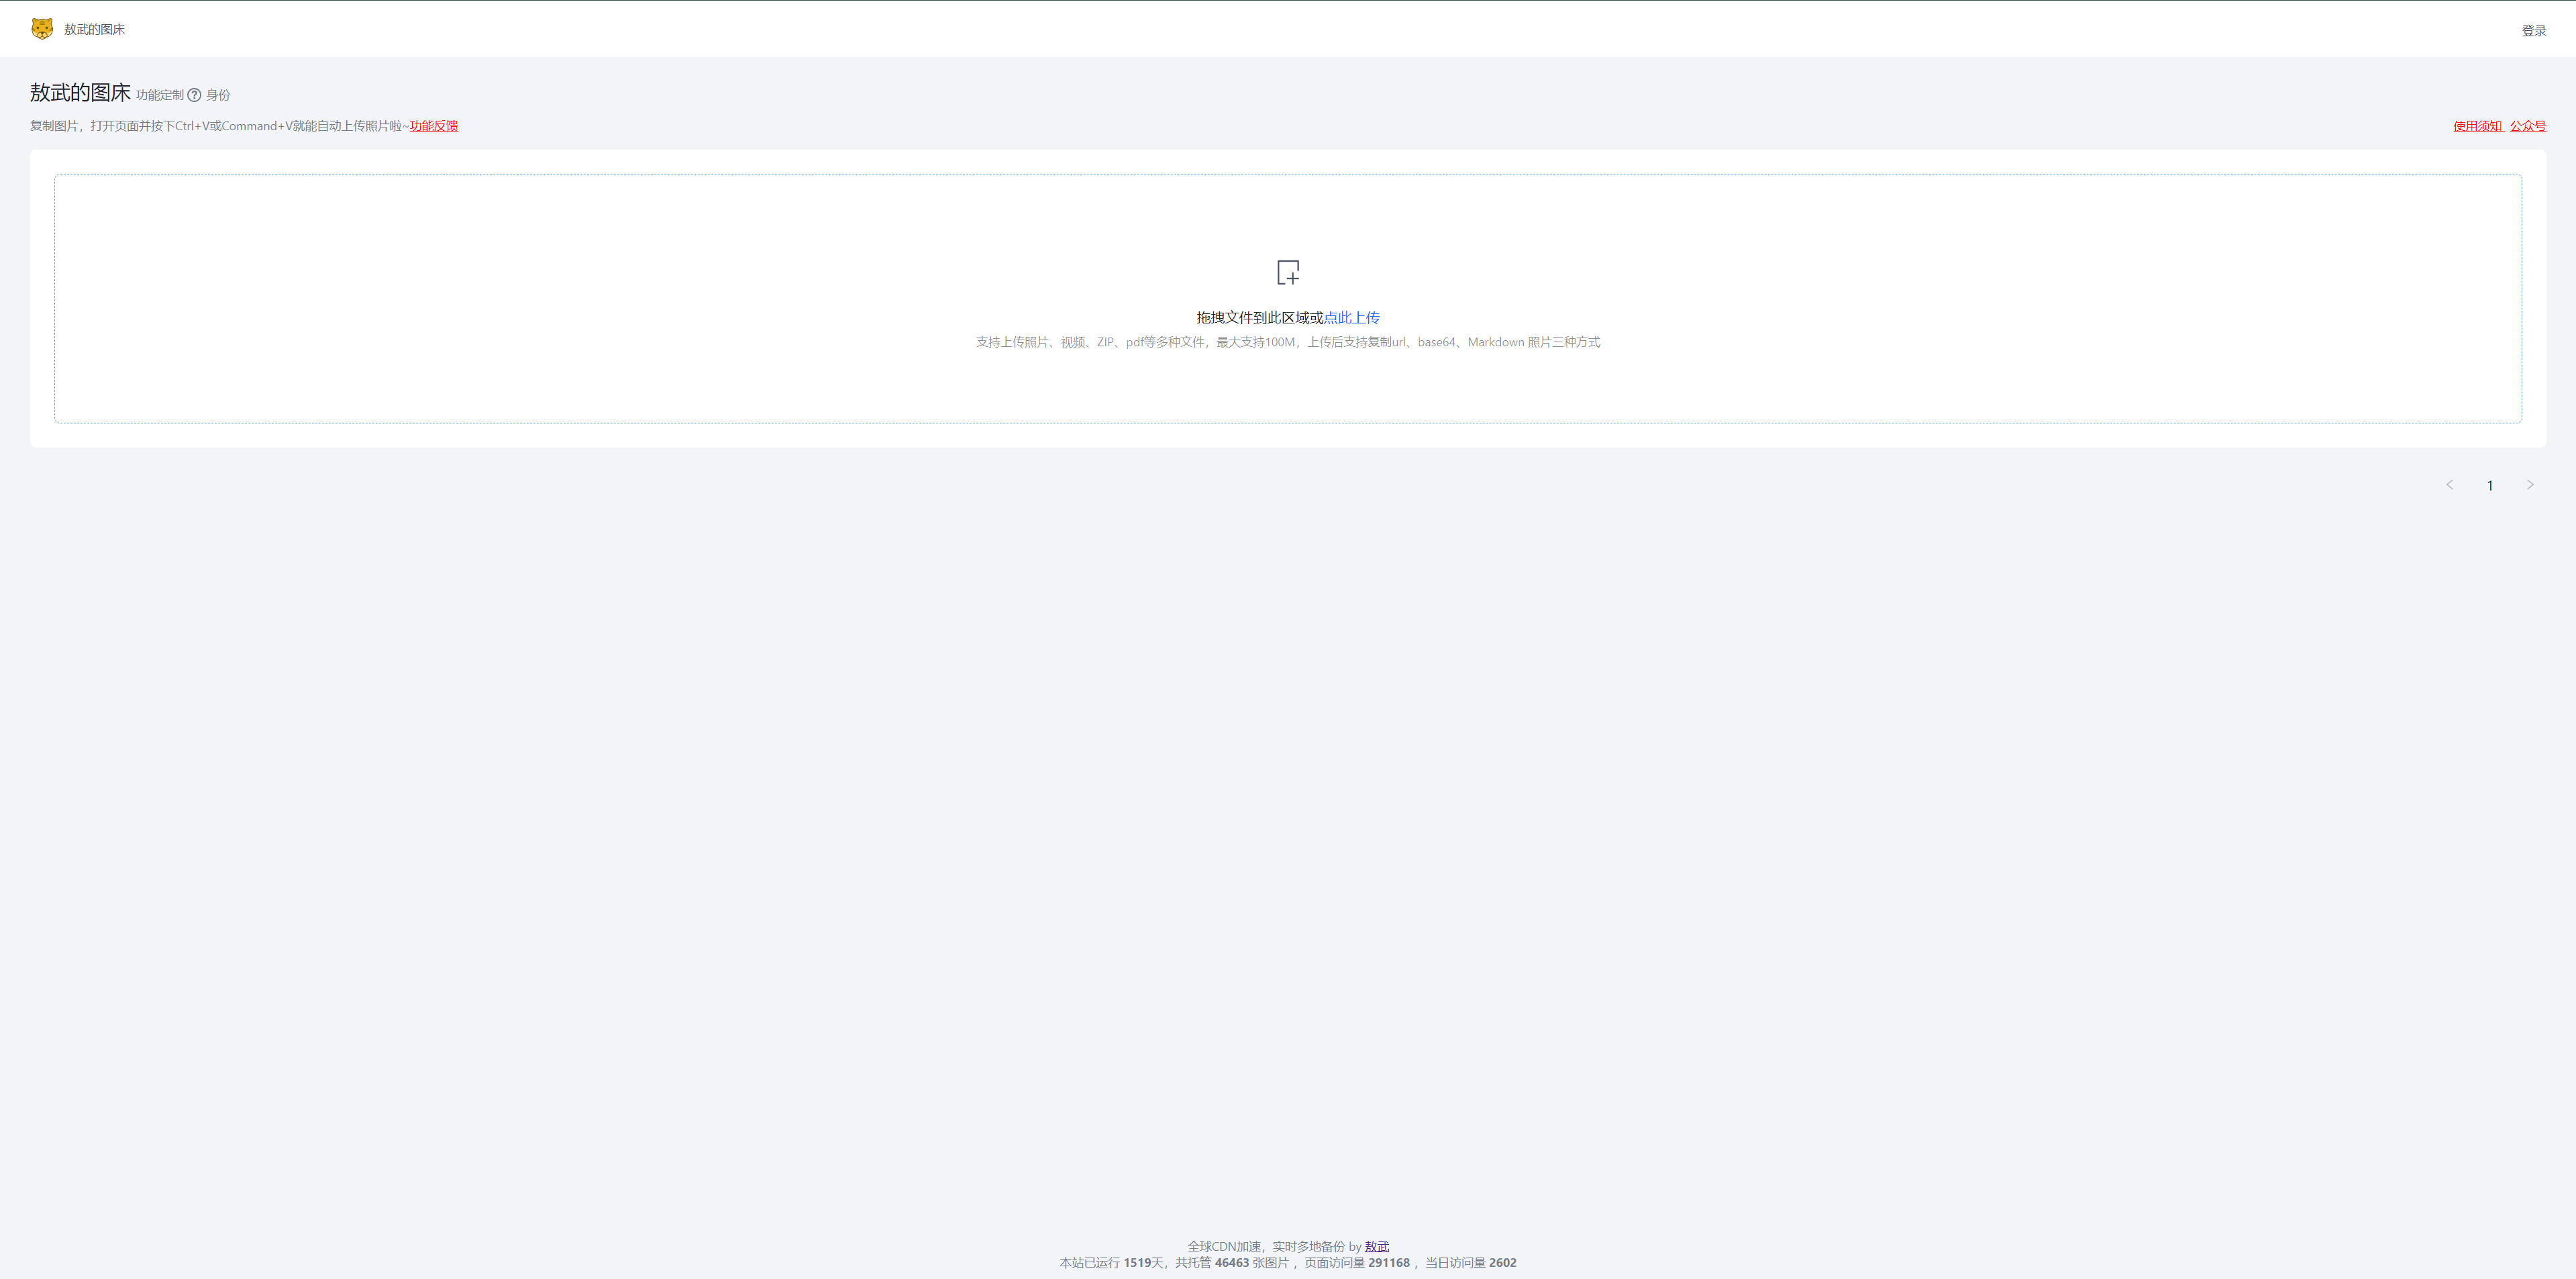 敖武的图床
登录
敖武的图床 功能定制 ? 身份
复制图片，打开页面并按下Ctrl+V或Command+V就能自动上传照片啦~功能反馈
使用须知 公众号
拖拽文件到此区域或点此上传
支持上传照片、视频、ZIP、pdf等多种文件，最大支持100M，上传后支持复制url、base64、Markdown 照片三种方式
< 1 >
全球CDN加速，实时多地备份 by 敖武
本站已运行 1519天，共托管 46463 张图片 ，页面访问量 291168 ，当日访问量 2602